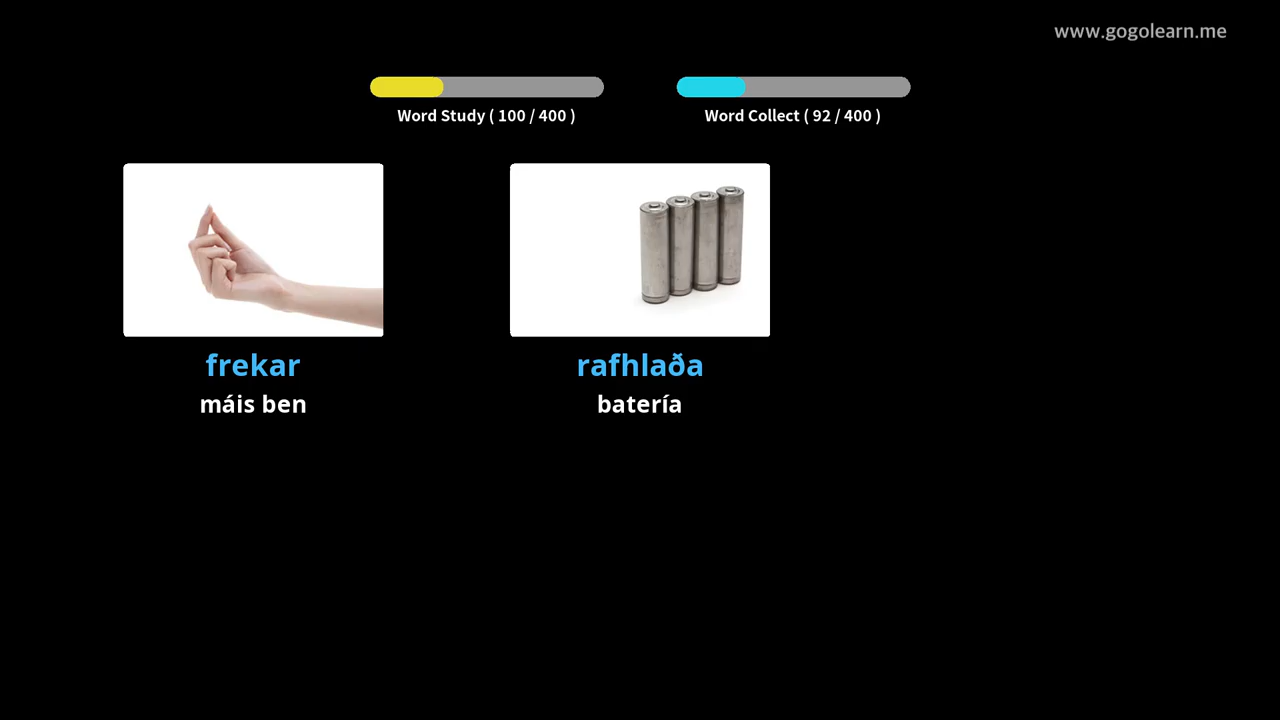 www.gogolearn.me
Word Study ( 100 / 400 )
Word Collect ( 92 / 400 )
frekar
máis ben
rafhlaða
batería